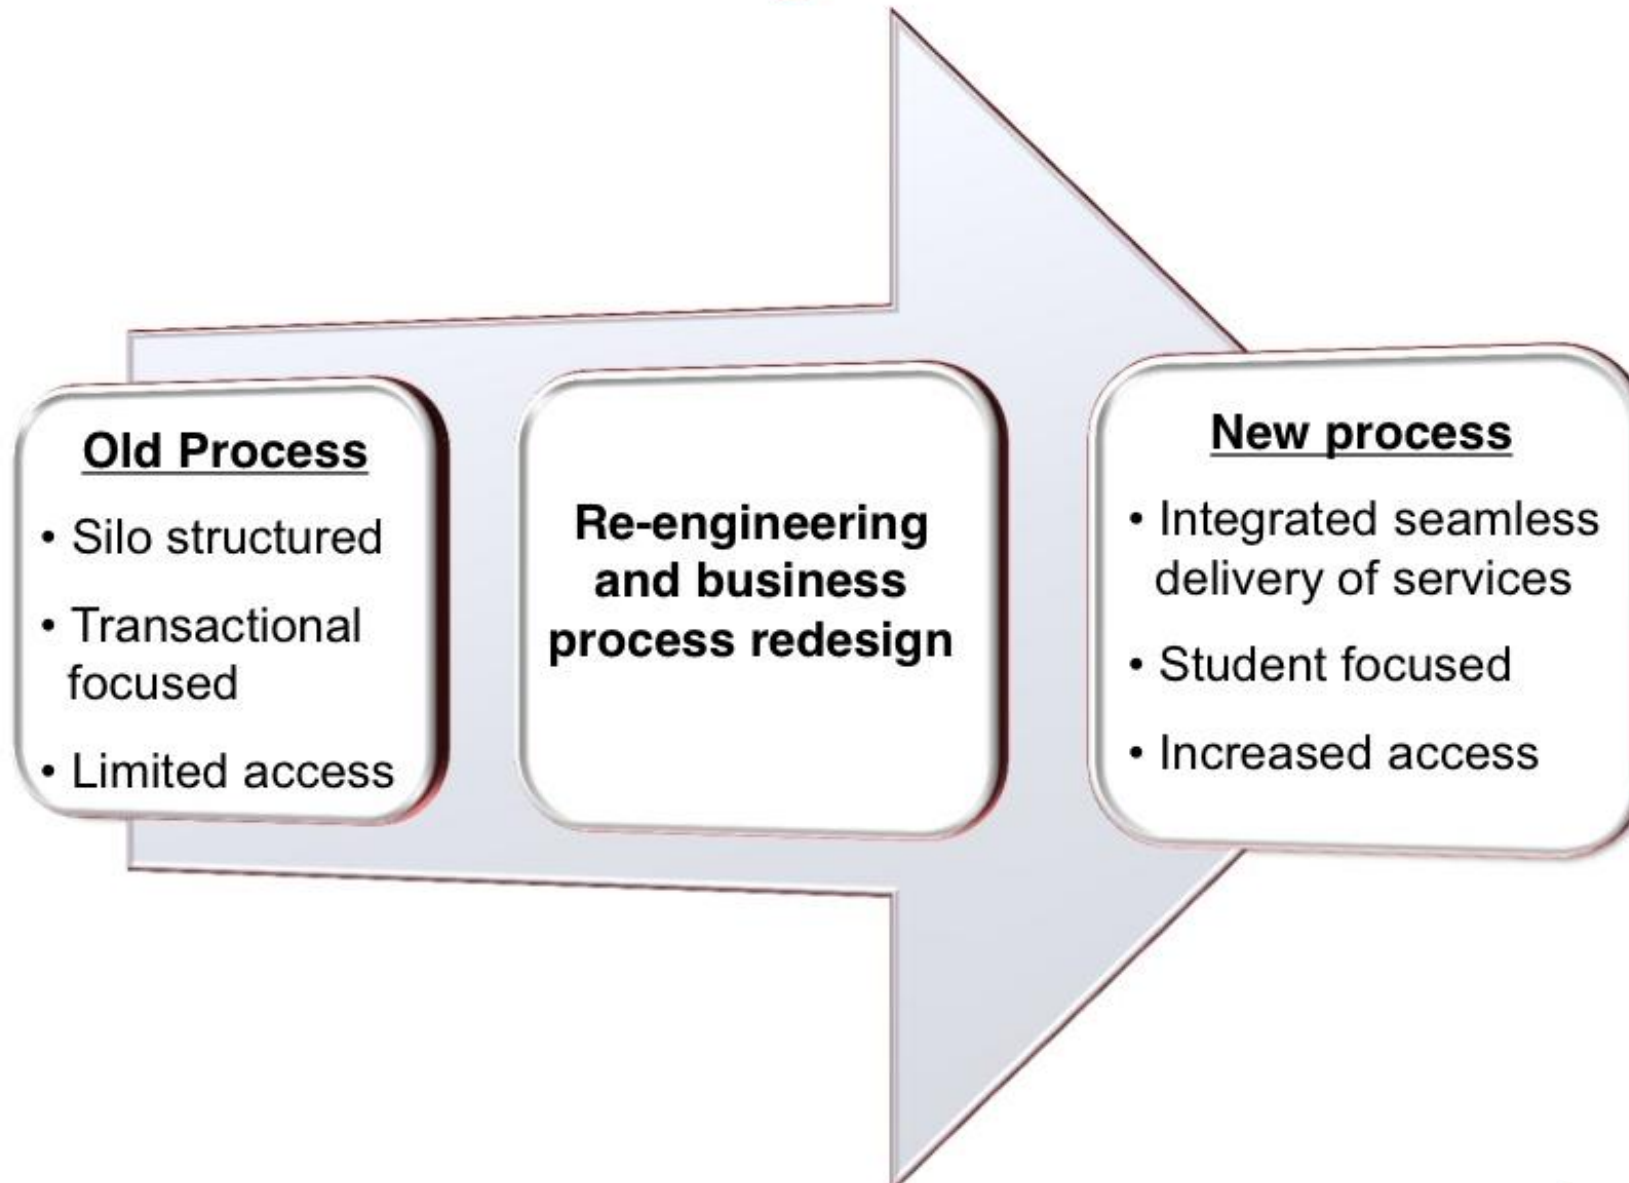 Old Process
• Silo structured
• Transactional
focused
• Limited access
Re-engineering
and business
process redesign
New process
• Integrated seamless
delivery of services
• Student focused
• Increased access